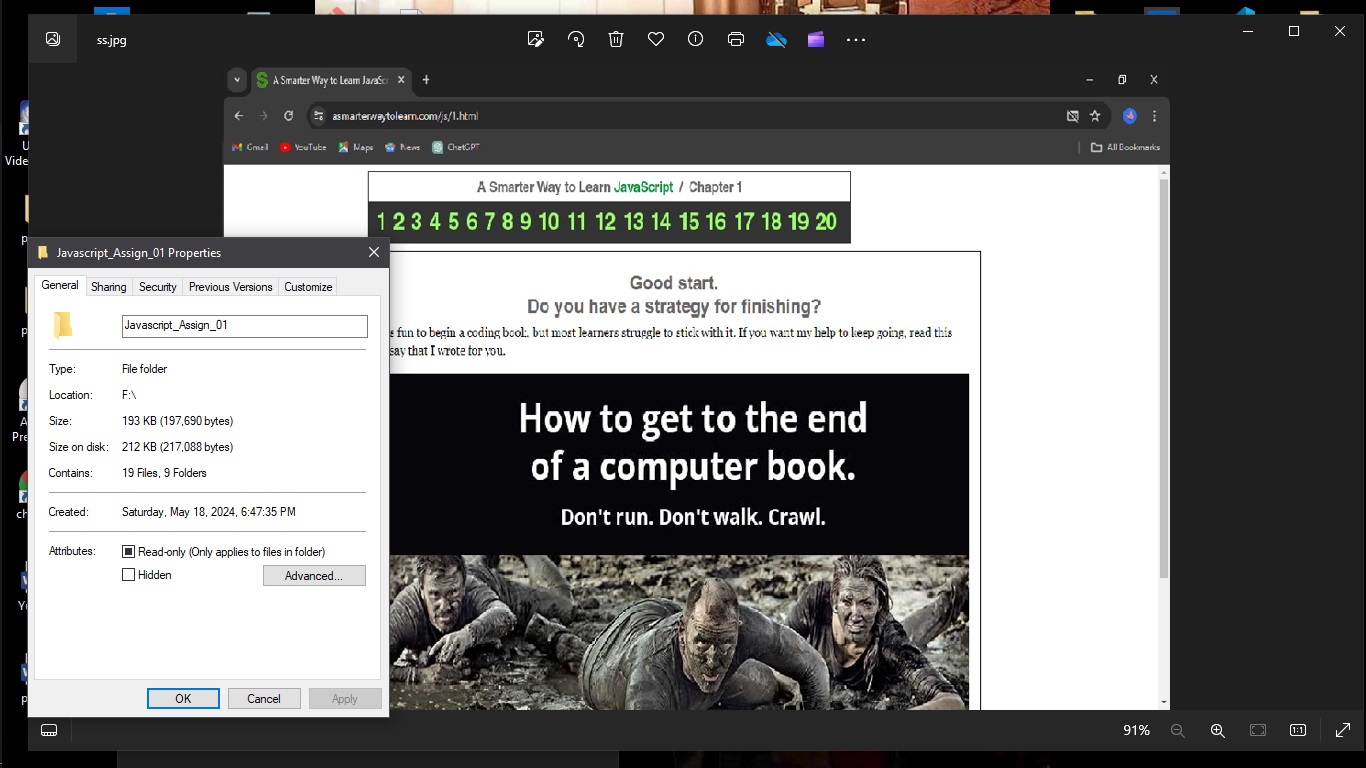 ss.jpg
A Smarter Way to Learn JavaSc
asmarterwaytolearn.com/js/1.html
Gmail YouTube Maps News ChatGPT All Bookmarks
A Smarter Way to Learn JavaScript / Chapter 1
1 2 3 4 5 6 7 8 9 10 11 12 13 14 15 16 17 18 19 20
Good start.
Do you have a strategy for finishing?
s fun to begin a coding book, but most learners struggle to stick with it. If you want my help to keep going, read this
say that I wrote for you.
How to get to the end
of a computer book.
Don't run. Don't walk. Crawl.
Javascript_Assign_01 Properties
General Sharing Security Previous Versions Customize
Javascript_Assign_01
Type: File folder
Location: F:\
Size: 193 KB (197,690 bytes)
Size on disk: 212 KB (217,088 bytes)
Contains: 19 Files, 9 Folders
Created: Saturday, May 18, 2024, 6:47:35 PM
Attributes: Read-only (Only applies to files in folder)
Hidden Advanced...
OK Cancel Apply
91% 1:1